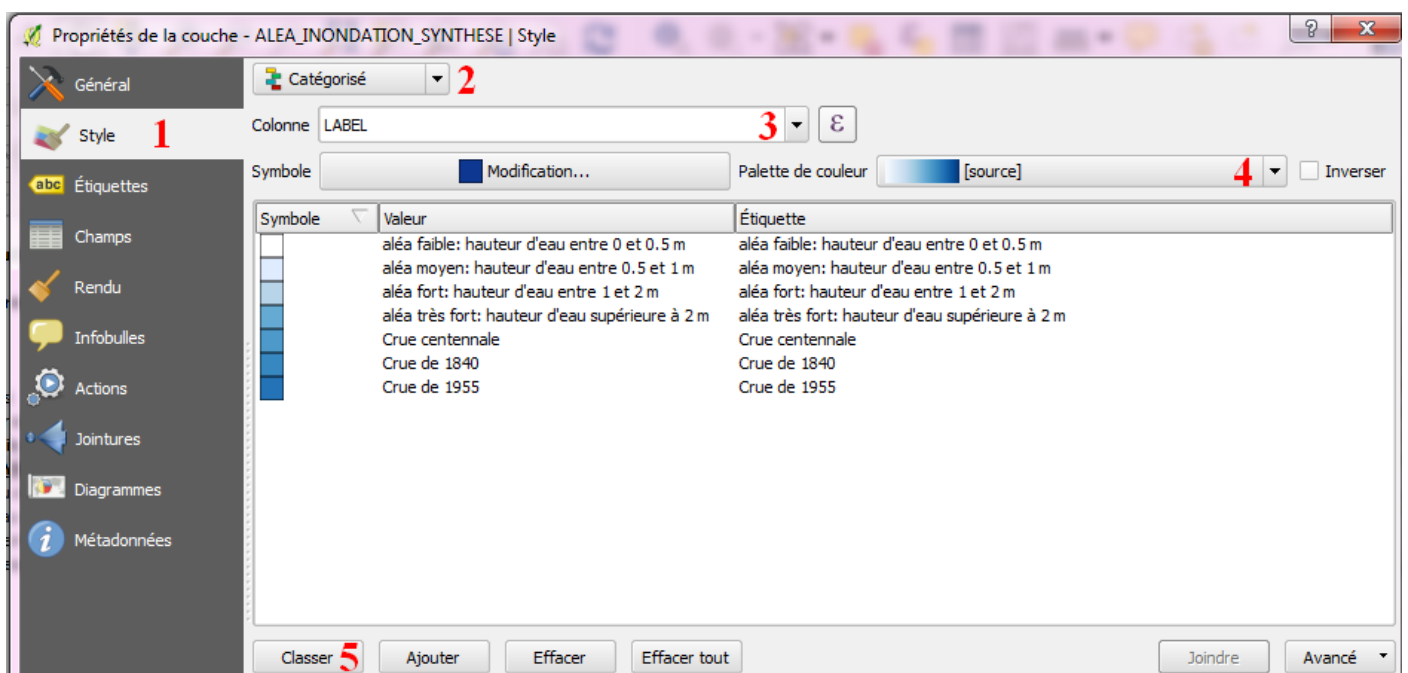 Propriétés de la couche - ALEA_INONDATION_SYNTHESE | Style
? X
Général
Style 1
abc Étiquettes
Champs
Rendu
Infobulles
Actions
Jointures
Diagrammes
i Métadonnées
Catégorisé 2
Colonne LABEL 3 ε
Symbole Modification... Palette de couleur [source] 4 Inverser
Symbole Valeur Étiquette
aléa faible: hauteur d'eau entre 0 et 0.5 m aléa faible: hauteur d'eau entre 0 et 0.5 m
aléa moyen: hauteur d'eau entre 0.5 et 1 m aléa moyen: hauteur d'eau entre 0.5 et 1 m
aléa fort: hauteur d'eau entre 1 et 2 m aléa fort: hauteur d'eau entre 1 et 2 m
aléa très fort: hauteur d'eau supérieure à 2 m aléa très fort: hauteur d'eau supérieure à 2 m
Crue centennale Crue centennale
Crue de 1840 Crue de 1840
Crue de 1955 Crue de 1955
Classer 5 Ajouter Effacer Effacer tout Joindre Avancé